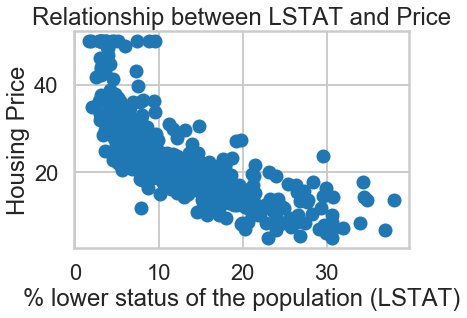 Relationship between LSTAT and Price
Housing Price
40
20
0 10 20 30
% lower status of the population (LSTAT)